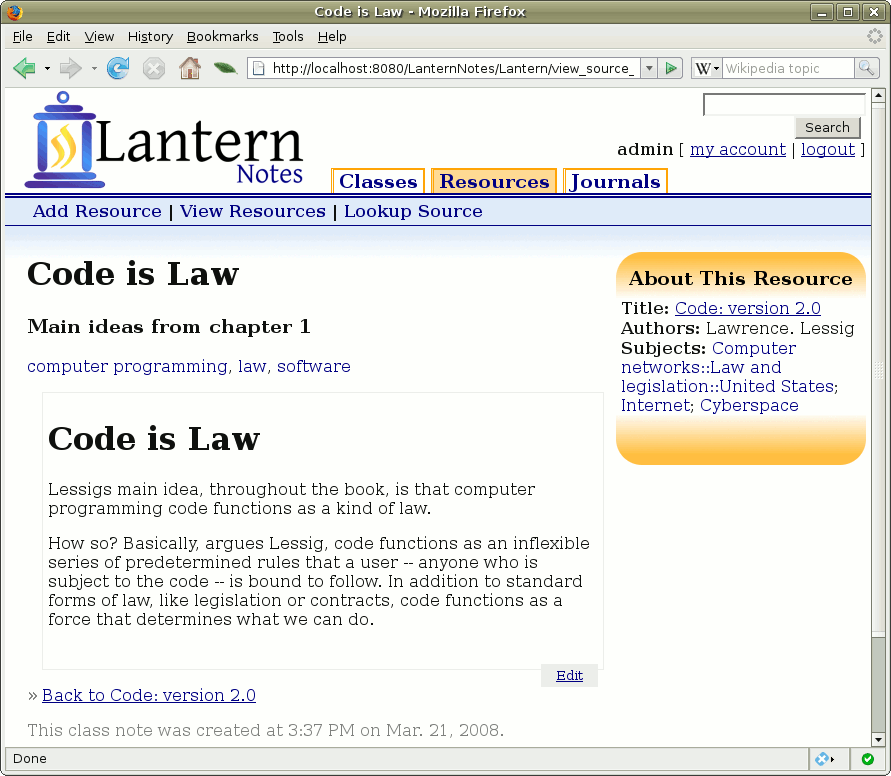 Code is Law - Mozilla Firefox
File Edit View History Bookmarks Tools Help
http://localhost:8080/LanternNotes/Lantern/view_source_
W
Wikipedia topic
Lantern
Notes
Search
admin [ my account | logout ]
Classes Resources Journals
Add Resource | View Resources | Lookup Source
Code is Law
Main ideas from chapter 1
computer programming, law, software
Code is Law
Lessigs main idea, throughout the book, is that computer
programming code functions as a kind of law.
How so? Basically, argues Lessig, code functions as an inflexible
series of predetermined rules that a user -- anyone who is
subject to the code -- is bound to follow. In addition to standard
forms of law, like legislation or contracts, code functions as a
force that determines what we can do.
Edit
» Back to Code: version 2.0
This class note was created at 3:37 PM on Mar. 21, 2008.
About This Resource
Title: Code: version 2.0
Authors: Lawrence. Lessig
Subjects: Computer
networks::Law and
legislation::United States;
Internet; Cyberspace
Done